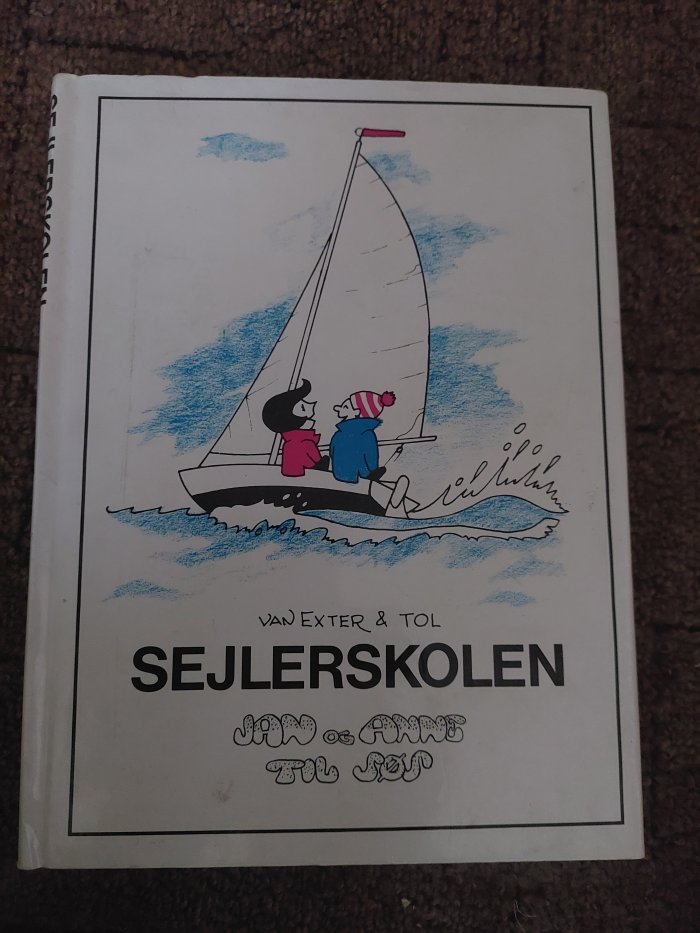 SEJLERSKOLEN
VAN EXTER & TOL
SEJLERSKOLEN
JAN OG ANNE
TIL SØS